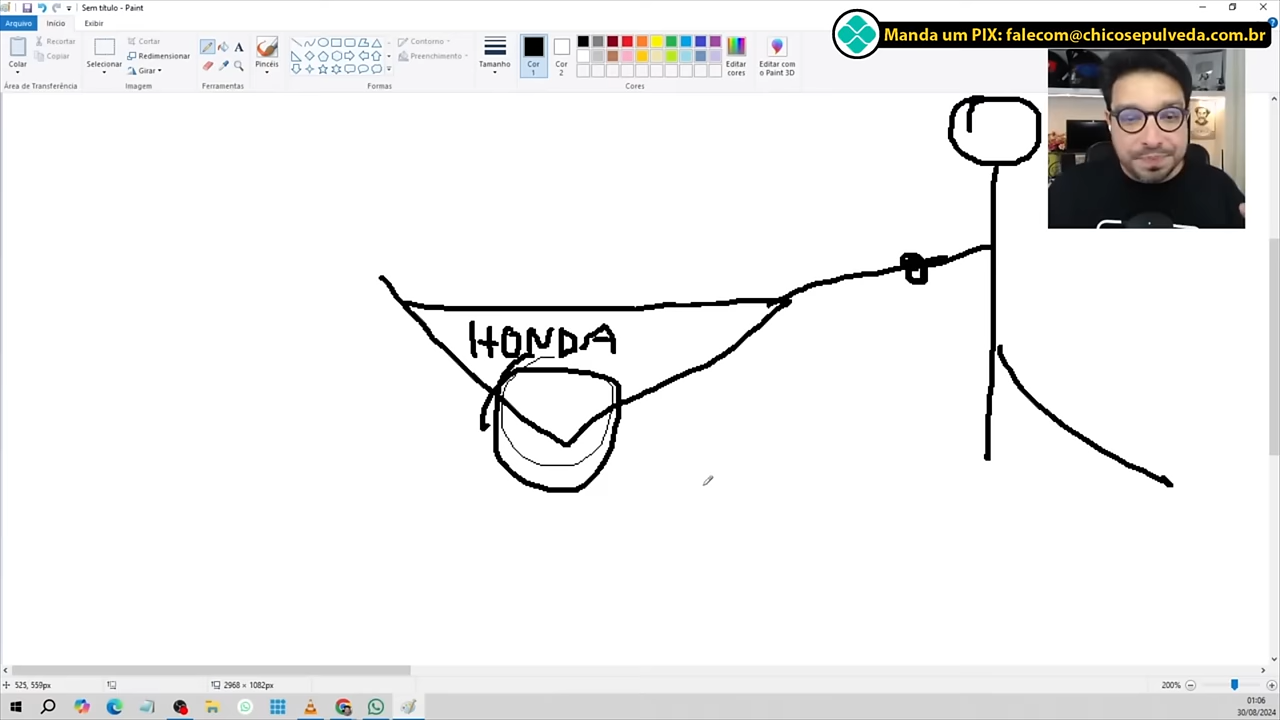 Sem título - Paint
Manda um PIX: falecom@chicosepulveda.com.br
Arquivo
Início
Exibir
Colar
Recortar
Copiar
Área de Transferência
Selecionar
Cortar
Redimensionar
Girar
Imagem
A
Ferramentas
Pincéis
Contorno
Preenchimento
Formas
Tamanho
Cor
1
Cor
2
Cores
Editar
cores
Editar com
o Paint 3D
HONDA
525, 559px
2968 × 1082px
200%
01:06
30/08/2024